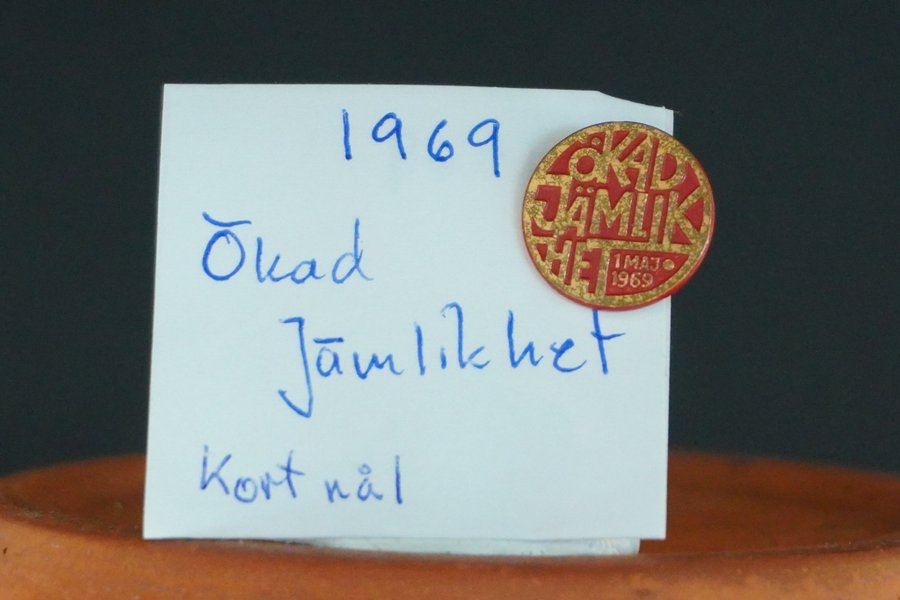 1969
Ökad
Jämlikhet
Kort nål
ÖKAD
JÄMLIK
HET
1 MAJ
1969